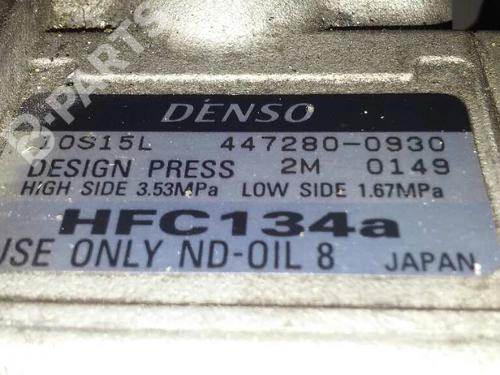 B-PARTS
DENSO
10S15L 447280-0930
DESIGN PRESS 2M 0149
HIGH SIDE 3.53MPa LOW SIDE 1.67MPa
HFC134a
USE ONLY ND-OIL 8 JAPAN